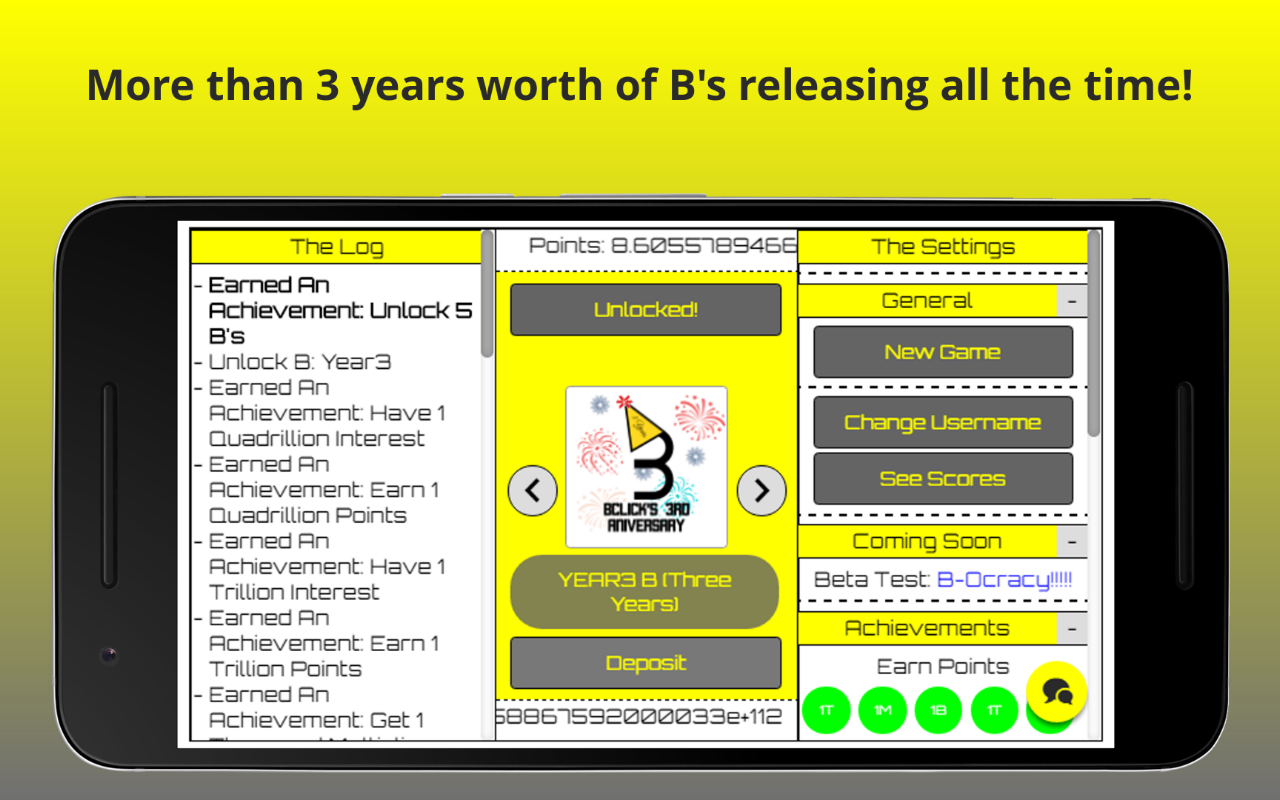 More than 3 years worth of B's releasing all the time!
The Log
- Earned An
Achievement: Unlock 5
B's
- Unlock B: Year3
- Earned An
Achievement: Have 1
Quadrillion Interest
- Earned An
Achievement: Earn 1
Quadrillion Points
- Earned An
Achievement: Have 1
Trillion Interest
- Earned An
Achievement: Earn 1
Trillion Points
- Earned An
Achievement: Get 1
Points: 8.6055789466
Unlocked!
B
BCLICK'S 3RD
ANIVERSARY
YEAR3 B (Three
Years)
Deposit
68867592000033e+112
The Settings
General -
New Game
Change Username
See Scores
Coming Soon -
Beta Test: B-Ocracy!!!!!
Achievements -
Earn Points
1T 1M 1B 1T